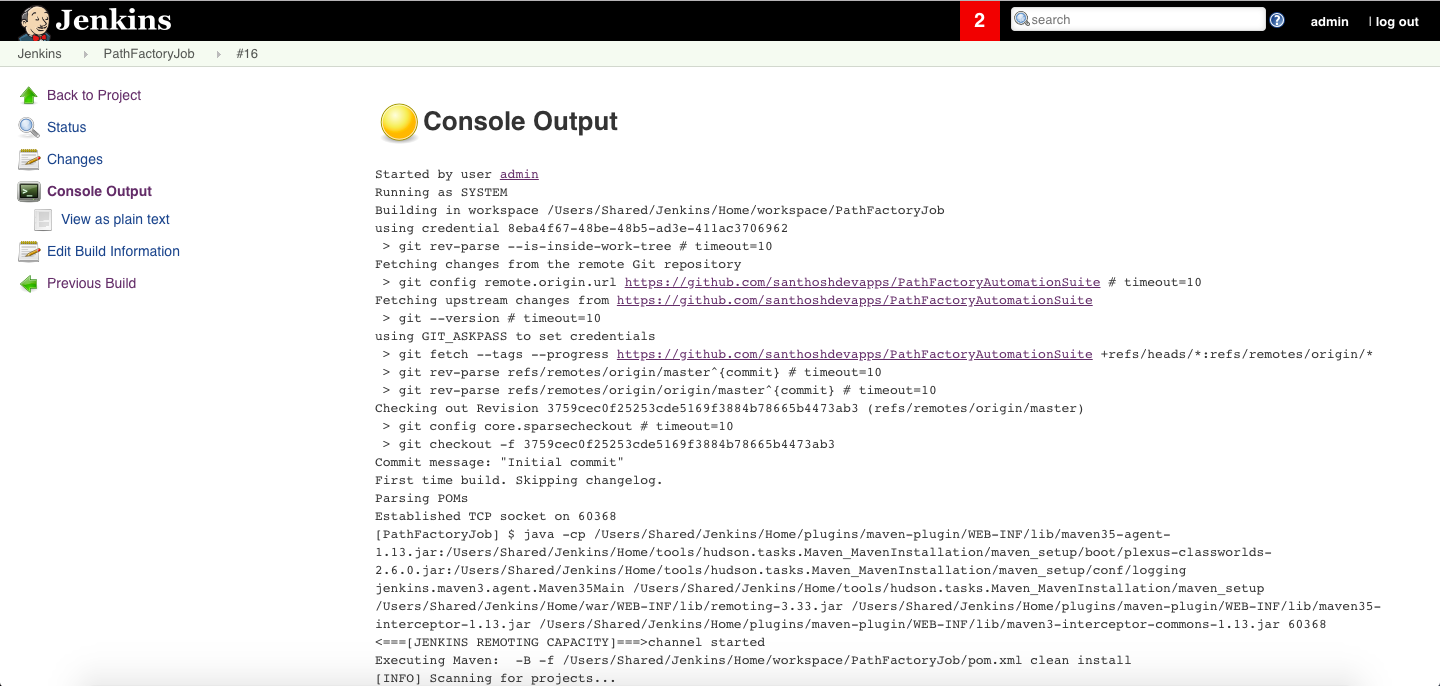 Jenkins
2
search
admin
| log out
Jenkins
PathFactoryJob
#16
Back to Project
Status
Changes
Console Output
View as plain text
Edit Build Information
Previous Build
Console Output
Started by user admin
Running as SYSTEM
Building in workspace /Users/Shared/Jenkins/Home/workspace/PathFactoryJob
using credential 8eba4f67-48be-48b5-ad3e-411ac3706962
> git rev-parse --is-inside-work-tree # timeout=10
Fetching changes from the remote Git repository
> git config remote.origin.url https://github.com/santhoshdevapps/PathFactoryAutomationSuite # timeout=10
Fetching upstream changes from https://github.com/santhoshdevapps/PathFactoryAutomationSuite
> git --version # timeout=10
using GIT_ASKPASS to set credentials
> git fetch --tags --progress https://github.com/santhoshdevapps/PathFactoryAutomationSuite +refs/heads/*:refs/remotes/origin/*
> git rev-parse refs/remotes/origin/master^{commit} # timeout=10
> git rev-parse refs/remotes/origin/origin/master^{commit} # timeout=10
Checking out Revision 3759cec0f25253cde5169f3884b78665b4473ab3 (refs/remotes/origin/master)
> git config core.sparsecheckout # timeout=10
> git checkout -f 3759cec0f25253cde5169f3884b78665b4473ab3
Commit message: "Initial commit"
First time build. Skipping changelog.
Parsing POMs
Established TCP socket on 60368
[PathFactoryJob] $ java -cp /Users/Shared/Jenkins/Home/plugins/maven-plugin/WEB-INF/lib/maven35-agent-
1.13.jar:/Users/Shared/Jenkins/Home/tools/hudson.tasks.Maven_MavenInstallation/maven_setup/boot/plexus-classworlds-
2.6.0.jar:/Users/Shared/Jenkins/Home/tools/hudson.tasks.Maven_MavenInstallation/maven_setup/conf/logging
jenkins.maven3.agent.Maven35Main /Users/Shared/Jenkins/Home/tools/hudson.tasks.Maven_MavenInstallation/maven_setup
/Users/Shared/Jenkins/Home/war/WEB-INF/lib/remoting-3.33.jar /Users/Shared/Jenkins/Home/plugins/maven-plugin/WEB-INF/lib/maven35-
interceptor-1.13.jar /Users/Shared/Jenkins/Home/plugins/maven-plugin/WEB-INF/lib/maven3-interceptor-commons-1.13.jar 60368
<===[JENKINS REMOTING CAPACITY]===>channel started
Executing Maven:  -B -f /Users/Shared/Jenkins/Home/workspace/PathFactoryJob/pom.xml clean install
[INFO] Scanning for projects...